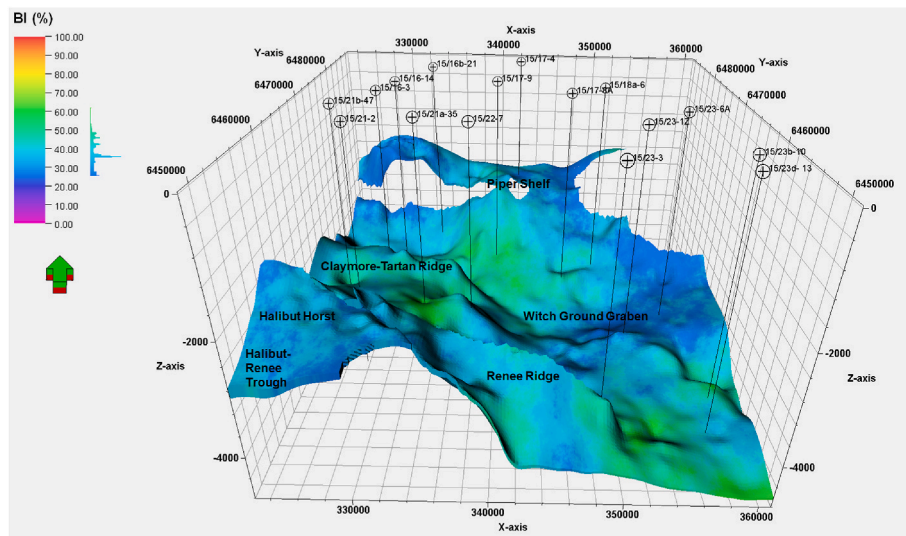 BI (%)
100.00
90.00
80.00
70.00
60.00
50.00
40.00
30.00
20.00
10.00
0.00
X-axis
330000
340000
350000
360000
Y-axis
6480000
6470000
6460000
6450000
Y-axis
6480000
6470000
6460000
6450000
15/16b-21
15/17-4
15/16-14
15/17-9
15/18a-6
15/16-3
15/21b-47
15/21a-35
15/23-6A
15/21-2
15/22-7
15/23-3
15/23b-10
15/23d- 13
0
0
Piper Shelf
Claymore-Tartan Ridge
Halibut Horst
Witch Ground Graben
Halibut-
Renee
Trough
Renee Ridge
-2000
-2000
Z-axis
Z-axis
-4000
-4000
330000
340000
350000
360000
X-axis